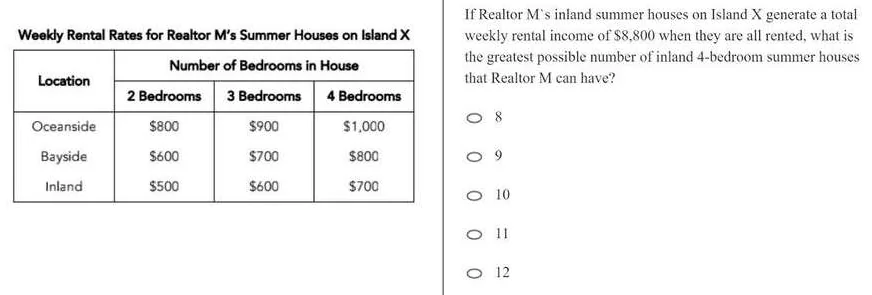 Weekly Rental Rates for Realtor M's Summer Houses on Island X
Location
Number of Bedrooms in House
2 Bedrooms 3 Bedrooms 4 Bedrooms
Oceanside $800 $900 $1,000
Bayside $600 $700 $800
Inland $500 $600 $700
If Realtor M's inland summer houses on Island X generate a total
weekly rental income of $8,800 when they are all rented, what is
the greatest possible number of inland 4-bedroom summer houses
that Realtor M can have?
8
9
10
11
12